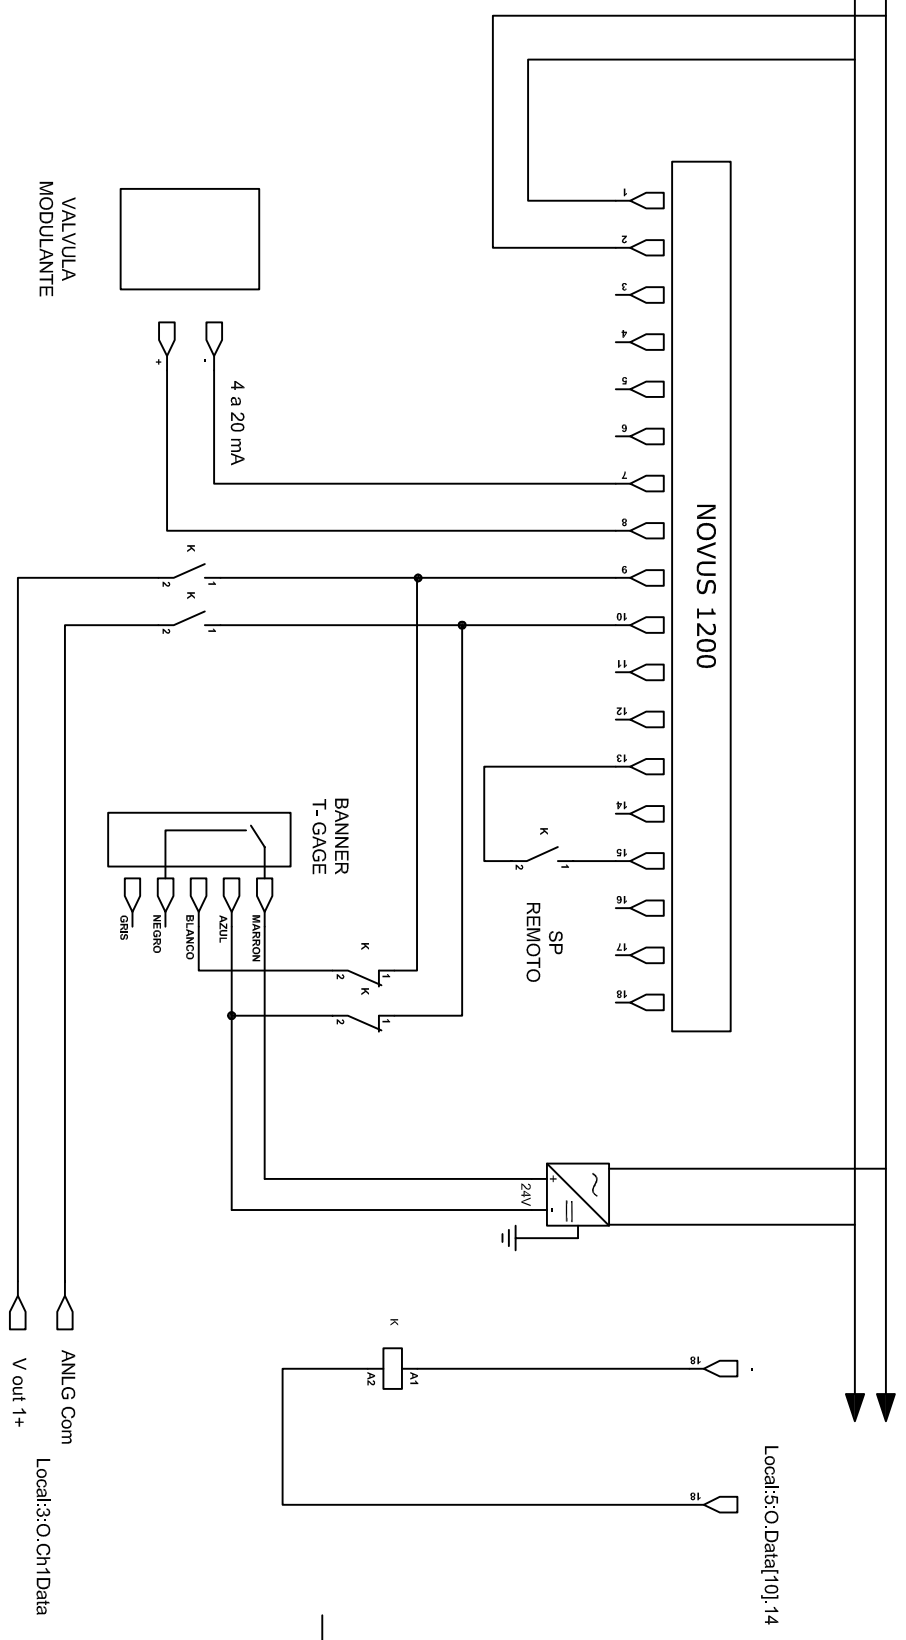 NOVUS 1200
1
2
3
4
5
6
7
8
9
10
11
12
13
14
15
16
17
18
VALVULA
MODULANTE
+
-
4 a 20 mA
K
1
2
K
1
2
K
1
2
SP
REMOTO
BANNER
T- GAGE
MARRON
AZUL
BLANCO
NEGRO
GRIS
K
1
2
K
1
2
+
-
24V
K
A1
A2
18
-
18
Local:5:O.Data[10].14
ANLG Com
V out 1+
Local:3:O.Ch1Data